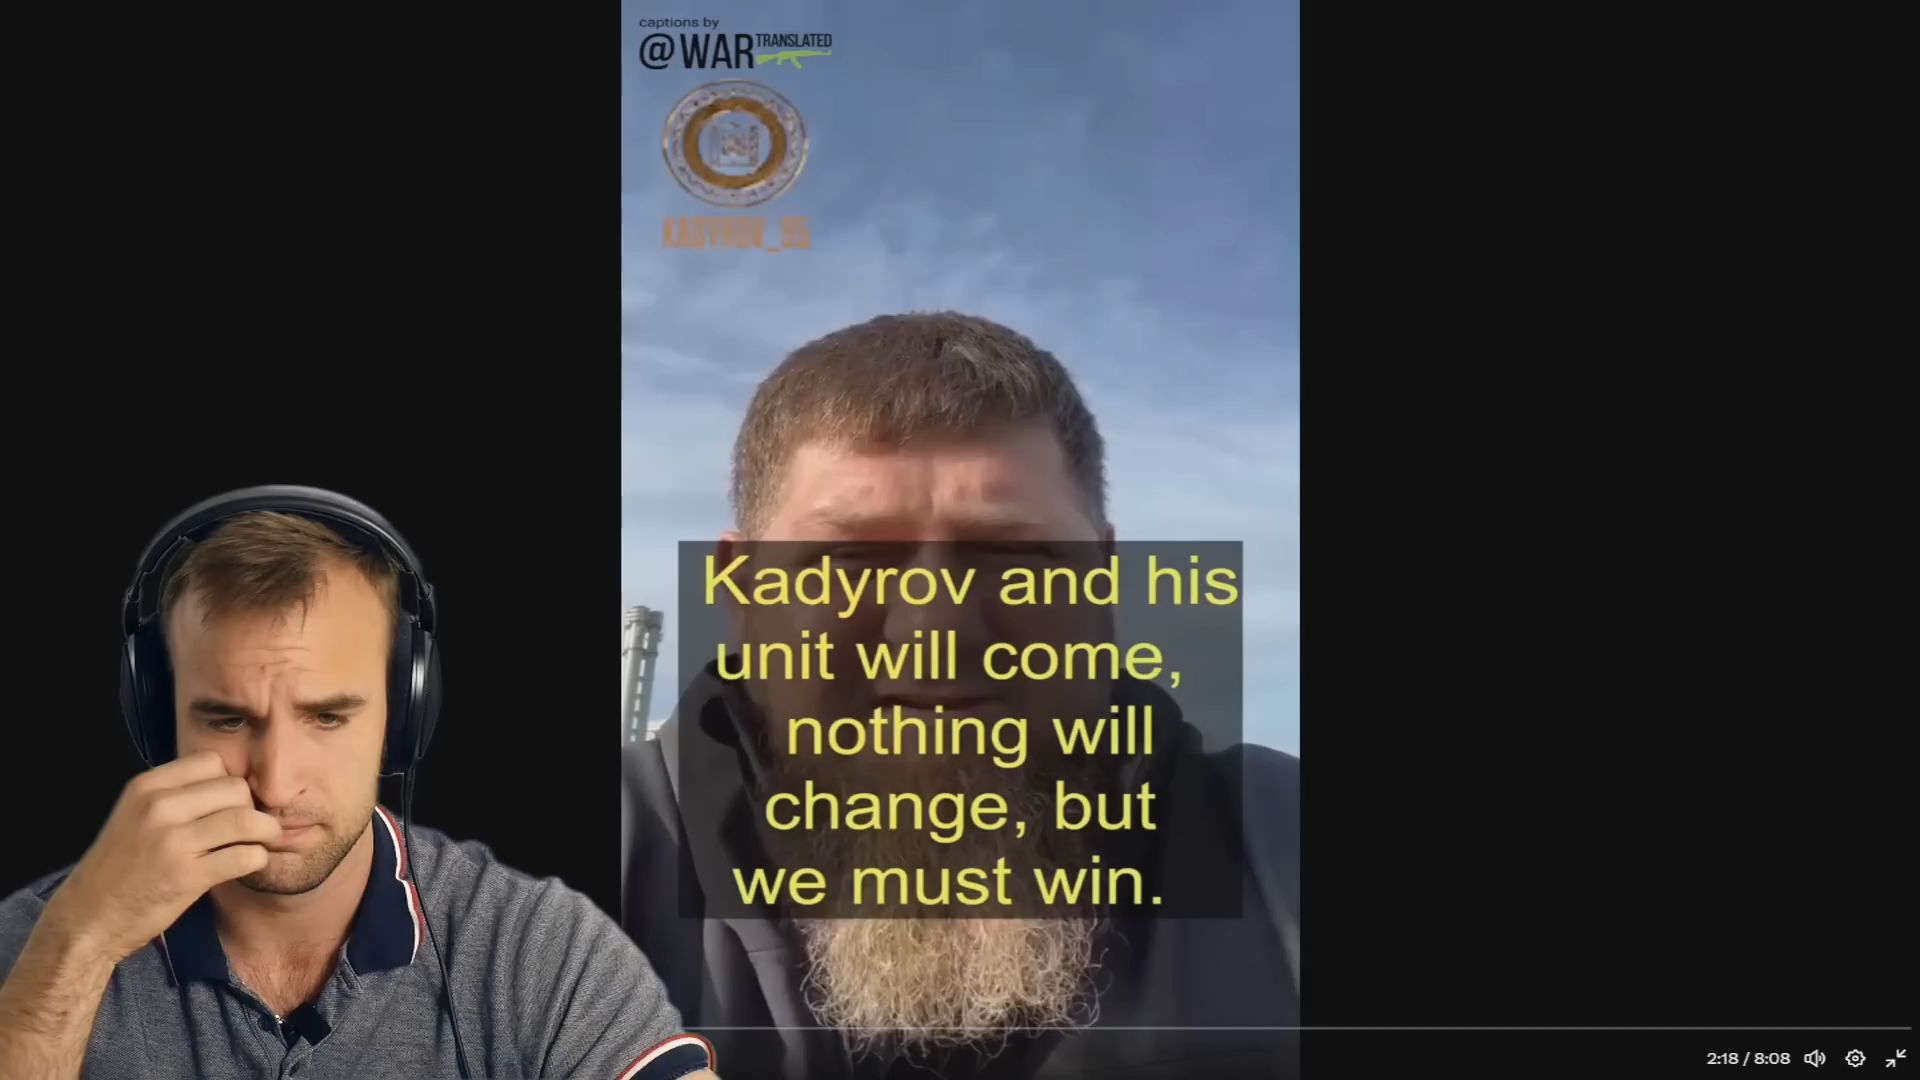 captions by
@WAR TRANSLATED
KADYROV_95
Kadyrov and his
unit will come,
nothing will
change, but
we must win.
2:18 / 8:08